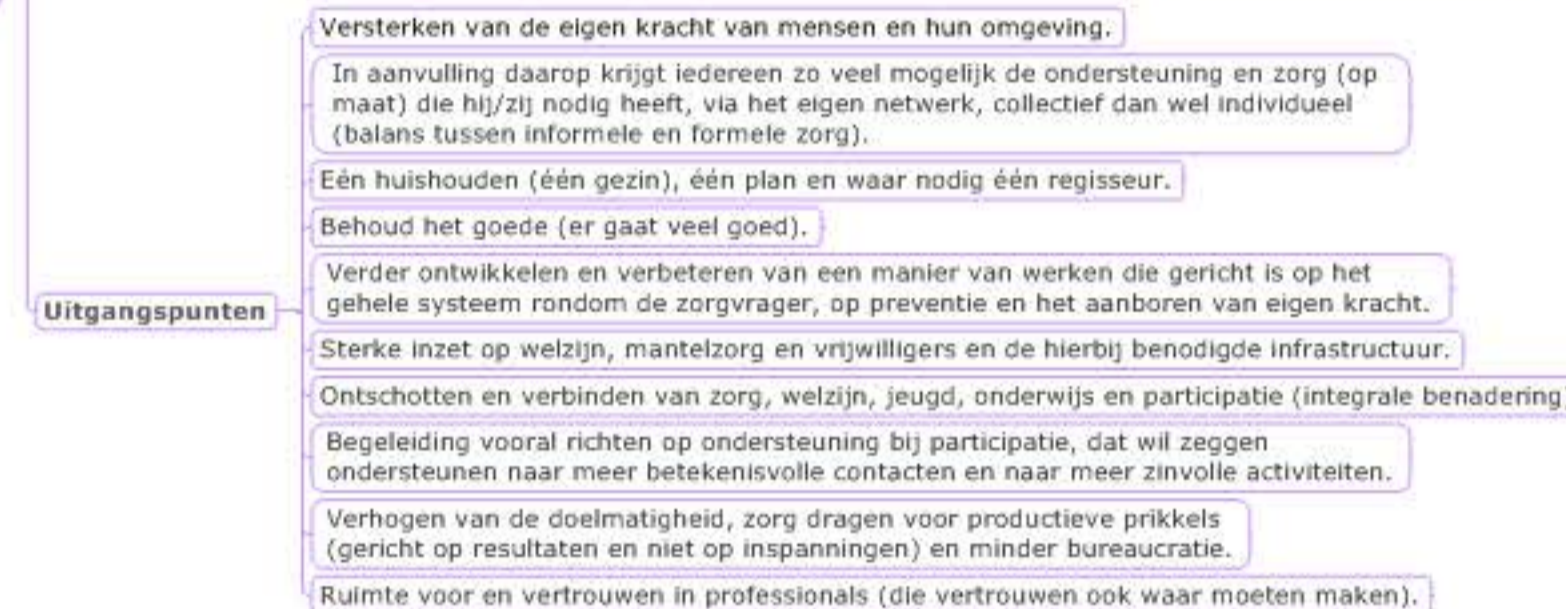 Versterken van de eigen kracht van mensen en hun omgeving.
In aanvulling daarop krijgt iedereen zo veel mogelijk de ondersteuning en zorg (op
maat) die hij/zij nodig heeft, via het eigen netwerk, collectief dan wel individueel
(balans tussen informele en formele zorg).
Eén huishouden (één gezin), één plan en waar nodig één regisseur.
Behoud het goede (er gaat veel goed).
Verder ontwikkelen en verbeteren van een manier van werken die gericht is op het
gehele systeem rondom de zorgvrager, op preventie en het aanboren van eigen kracht.
Uitgangspunten
Sterke inzet op welzijn, mantelzorg en vrijwilligers en de hierbij benodigde infrastructuur.
Ontschotten en verbinden van zorg, welzijn, jeugd, onderwijs en participatie (integrale benadering
Begeleiding vooral richten op ondersteuning bij participatie, dat wil zeggen
ondersteunen naar meer betekenisvolle contacten en naar meer zinvolle activiteiten.
Verhogen van de doelmatigheid, zorg dragen voor productieve prikkels
(gericht op resultaten en niet op inspanningen) en minder bureaucratie.
Ruimte voor en vertrouwen in professionals (die vertrouwen ook waar moeten maken).